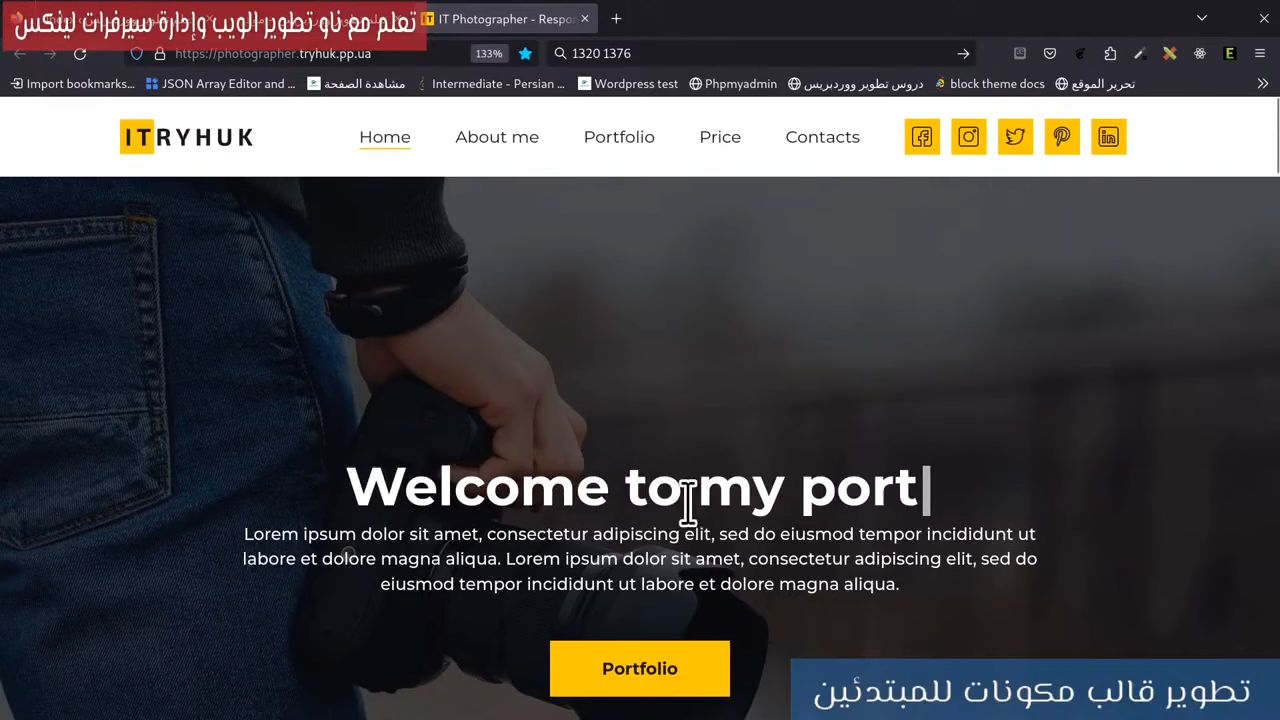 تعلم مع ناو تطوير الويب وإدارة سيرفرات لينكس
IT Photographer - Respo
https://photographer.tryhuk.pp.ua
133%
1320 1376
Import bookmarks...
JSON Array Editor and ...
مشاهدة الصفحة
Intermediate - Persian ...
Wordpress test
Phpmyadmin
دروس تطوير ووردبريس
block theme docs
تحرير الموقع
ITRYHUK
Home
About me
Portfolio
Price
Contacts
Welcome to my port
Lorem ipsum dolor sit amet, consectetur adipiscing elit, sed do eiusmod tempor incididunt ut
labore et dolore magna aliqua. Lorem ipsum dolor sit amet, consectetur adipiscing elit, sed do
eiusmod tempor incididunt ut labore et dolore magna aliqua.
Portfolio
تطوير قالب مكونات للمبتدئين